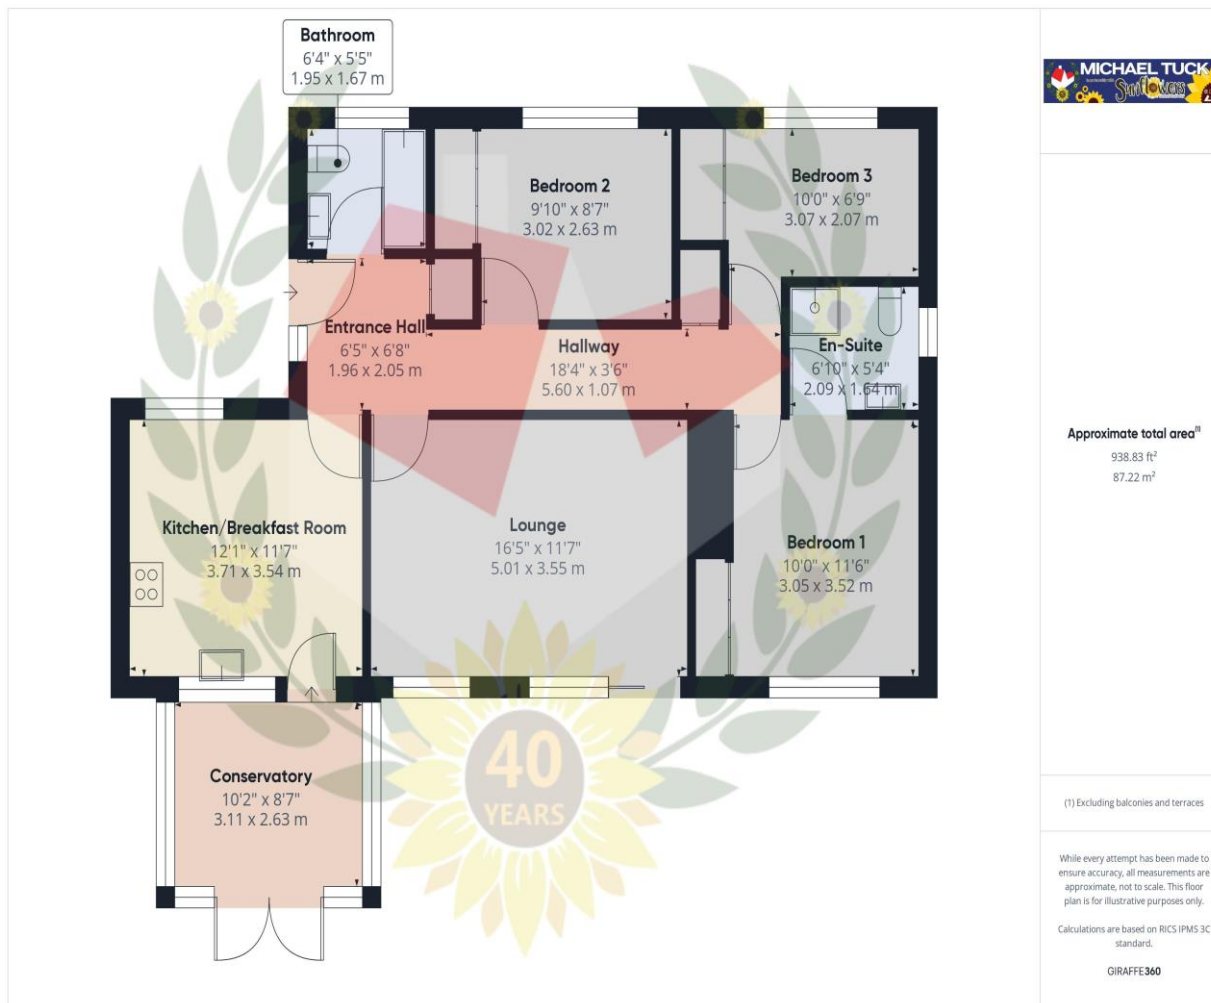 Bathroom
6'4" x 5'5"
1.95 x 1.67 m
Bedroom 2
9'10" x 8'7"
3.02 x 2.63 m
Bedroom 3
10'0" x 6'9"
3.07 x 2.07 m
Entrance Hall
6'5" x 6'8"
1.96 x 2.05 m
Hallway
18'4" x 3'6"
5.60 x 1.07 m
En-Suite
6'10" x 5'4"
2.09 x 1.64 m
Kitchen/Breakfast Room
12'1" x 11'7"
3.71 x 3.54 m
Lounge
16'5" x 11'7"
5.01 x 3.55 m
Bedroom 1
10'0" x 11'6"
3.05 x 3.52 m
Conservatory
10'2" x 8'7"
3.11 x 2.63 m
40
YEARS
MICHAEL TUCK
Sunflowers
Approximate total area(1)
938.83 ft²
87.22 m²
(1) Excluding balconies and terraces
While every attempt has been made to
ensure accuracy, all measurements are
approximate, not to scale. This floor
plan is for illustrative purposes only.
Calculations are based on RICS IPMS 3C
standard.
GIRAFFE360